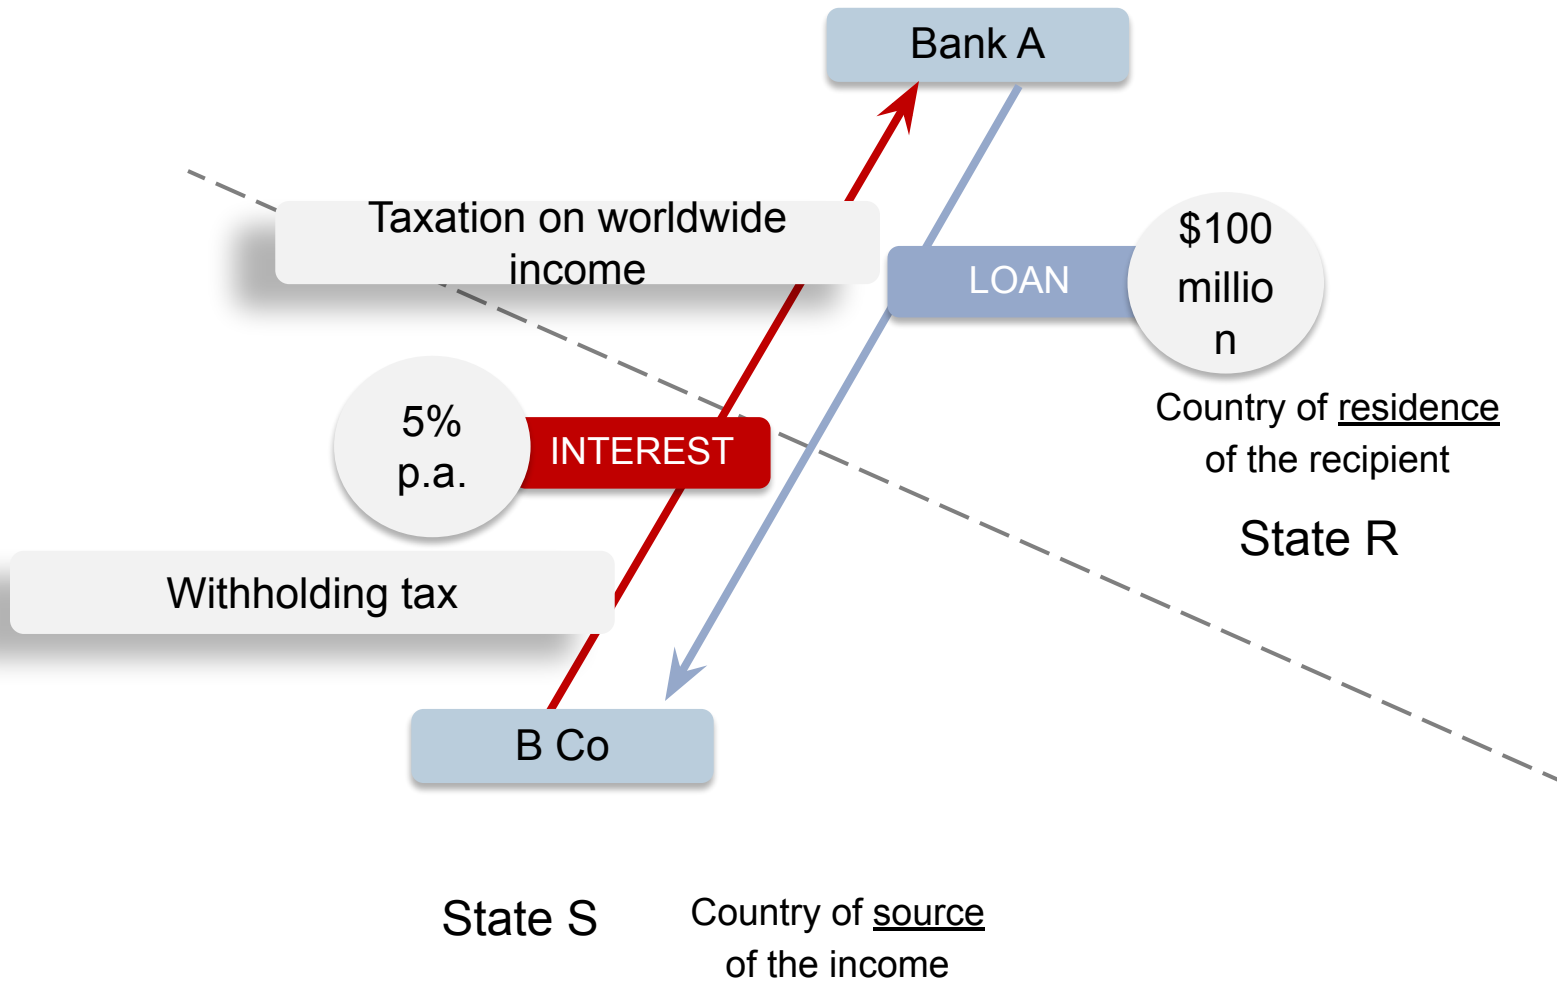 Bank A
Taxation on worldwide
income
LOAN
$100
millio
n
5%
p.a.
INTEREST
Country of residence
of the recipient
State R
Withholding tax
B Co
State S
Country of source
of the income